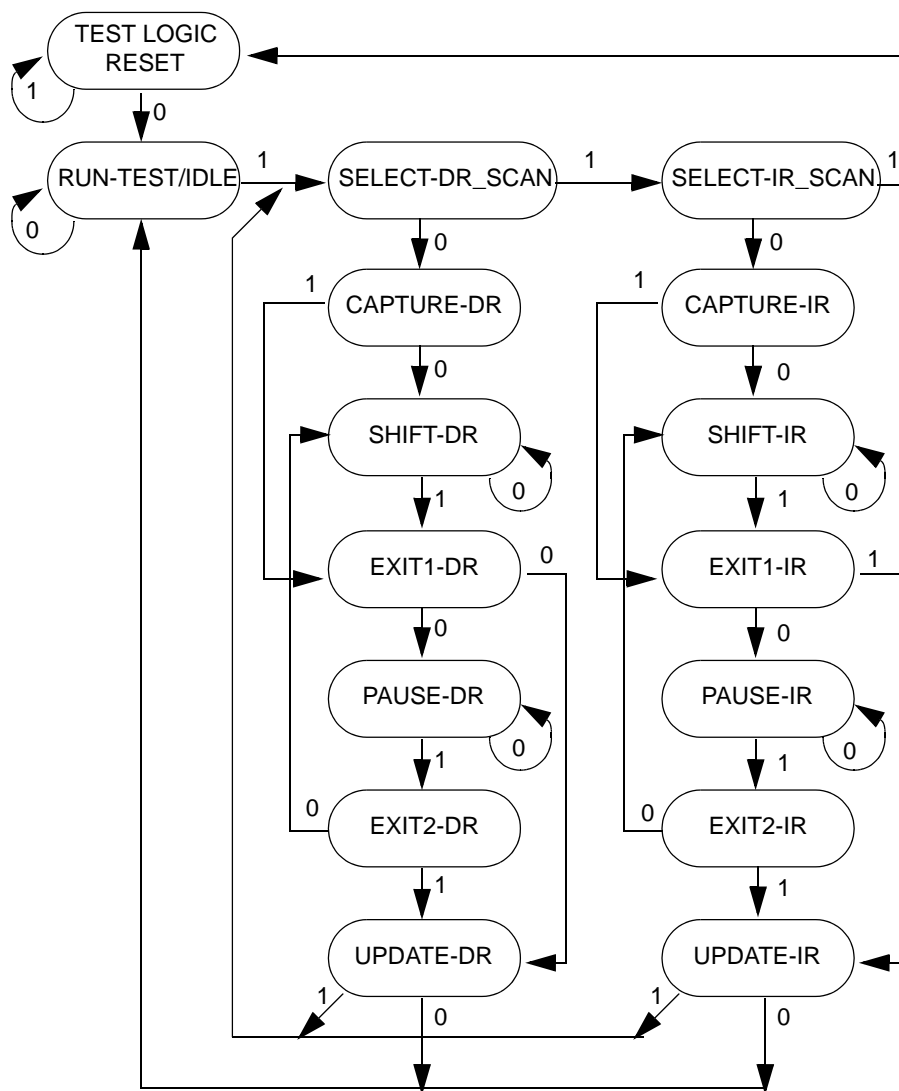 TEST LOGIC
RESET
1
0
RUN-TEST/IDLE
1
SELECT-DR_SCAN
1
SELECT-IR_SCAN
1
0
0
0
1
CAPTURE-DR
1
CAPTURE-IR
0
0
SHIFT-DR
SHIFT-IR
0
0
1
1
EXIT1-DR
0
EXIT1-IR
1
0
0
PAUSE-DR
PAUSE-IR
0
0
1
1
0
EXIT2-DR
0
EXIT2-IR
1
1
UPDATE-DR
UPDATE-IR
1
0
1
0